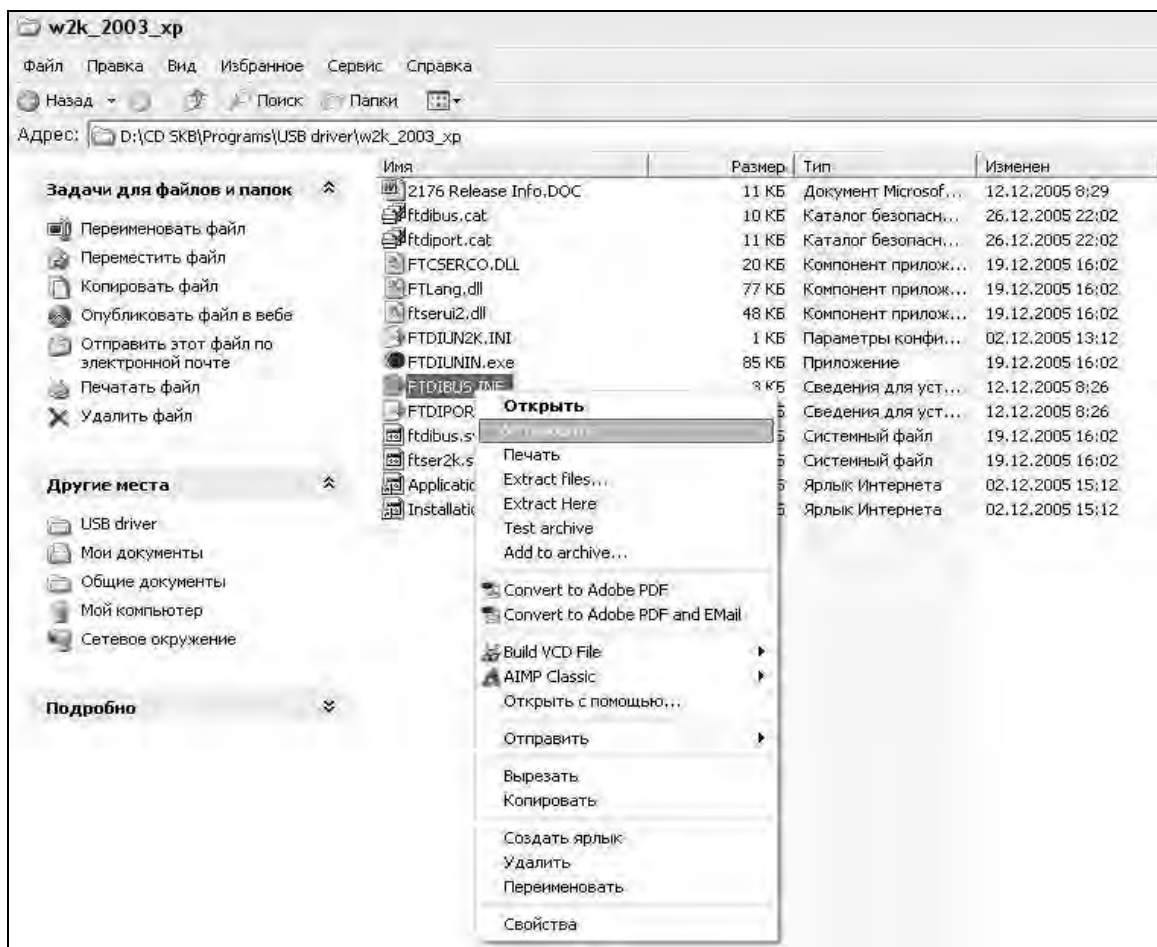 w2k_2003_xp
Файл Правка Вид Избранное Сервис Справка
Назад Поиск Папки
Адрес: D:\CD SKB\Programs\USB driver\w2k_2003_xp
Задачи для файлов и папок
Переименовать файл
Переместить файл
Копировать файл
Опубликовать файл в вебе
Отправить этот файл по
электронной почте
Печатать файл
Удалить файл
Другие места
USB driver
Мои документы
Общие документы
Мой компьютер
Сетевое окружение
Подробно
Имя Размер Тип Изменен
2176 Release Info.DOC 11 КБ Документ Microsof... 12.12.2005 8:29
ftdibus.cat 10 КБ Каталог безопасн... 26.12.2005 22:02
ftdiport.cat 11 КБ Каталог безопасн... 26.12.2005 22:02
FTCSERCO.DLL 20 КБ Компонент прилож... 19.12.2005 16:02
FTLang.dll 77 КБ Компонент прилож... 19.12.2005 16:02
ftserui2.dll 48 КБ Компонент прилож... 19.12.2005 16:02
FTDIUN2K.INI 1 КБ Параметры конфи... 02.12.2005 13:12
FTDIUNIN.exe 85 КБ Приложение 19.12.2005 16:02
FTDIBUS.INF 3 КБ Сведения для уст... 12.12.2005 8:26
FTDIPOR Б Сведения для уст... 12.12.2005 8:26
ftdibus.s Б Системный файл 19.12.2005 16:02
ftser2k.s Б Системный файл 19.12.2005 16:02
Applicatio Б Ярлык Интернета 02.12.2005 15:12
Installatio Б Ярлык Интернета 02.12.2005 15:12
Открыть
Печать
Extract files...
Extract Here
Test archive
Add to archive...
Convert to Adobe PDF
Convert to Adobe PDF and EMail
Build VCD File
AIMP Classic
Открыть с помощью...
Отправить
Вырезать
Копировать
Создать ярлык
Удалить
Переименовать
Свойства